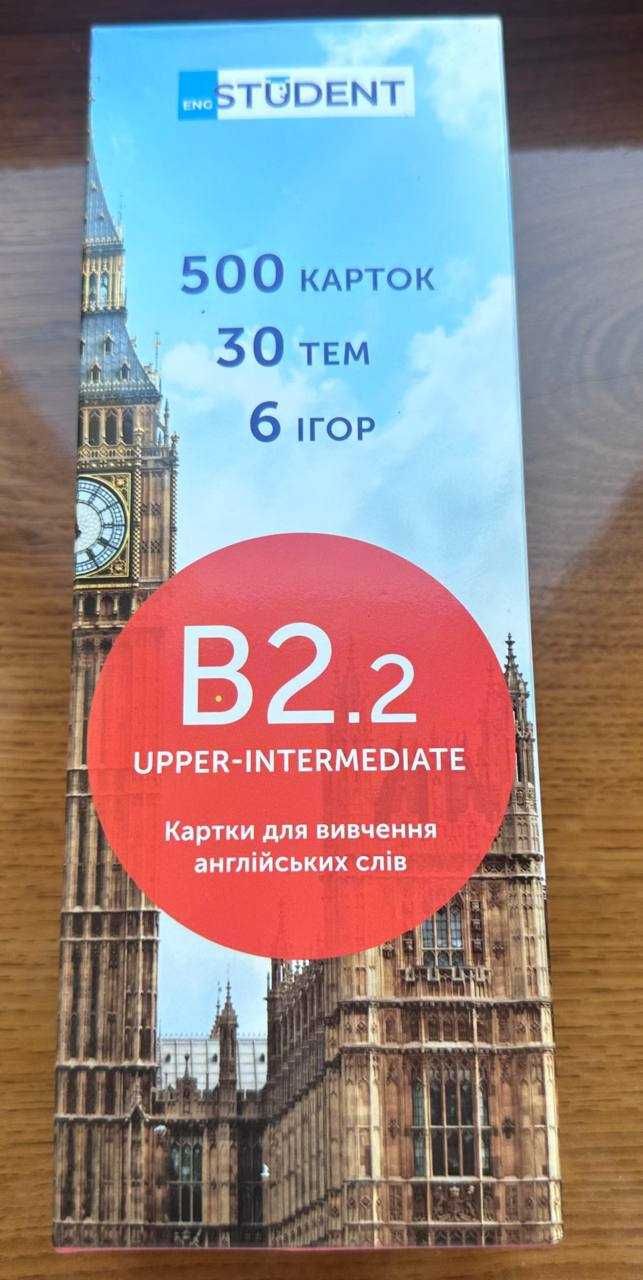 ENG STUDENT
500 КАРТОК
30 ТЕМ
6 ІГОР
B2.2
UPPER-INTERMEDIATE
Картки для вивчення
англійських слів